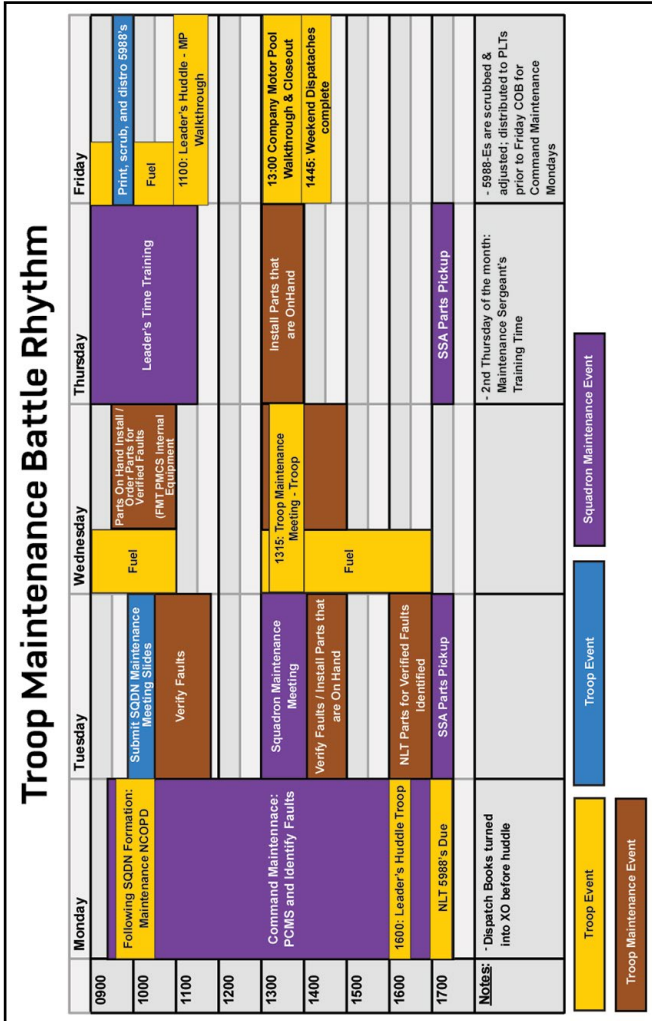 Troop Maintenance Battle Rhythm
Monday
Tuesday
Wednesday
Thursday
Friday
0900
1000
1100
1200
1300
1400
1600
1700
Following SQDN Formation:
Maintenance NCOPD
Command Maintennace:
PCMS and Identify Faults
1600: Leader's Huddle Troop
NLT 5988's Due
Submit SQDN Maintenance
Meeting Slides
Verify Faults
Squadron Maintenance
Meeting
Verify Faults / Install Parts that
are On Hand
NLT Parts for Verified Faults
Identified
SSA Parts Pickup
Fuel
Parts On Hand Install /
Order Parts for
Verified Faults
(FMT PMCS Internal
Equipment
1315: Troop Maintenance
Meeting - Troop
Fuel
Leader's Time Training
Install Parts that
are OnHand
SSA Parts Pickup
Print, scrub, and distro 5988's
Fuel
1100: Leader's Huddle - MP
Walkthrough
13:00 Company Motor Pool
Walkthrough & Closeout
1445: Weekend Dispataches
complete
Notes:
- Dispatch Books turned
into XO before huddle
- 2nd Thursday of the month:
Maintenance Sergeant's
Training Time
- 5988-Es are scrubbed &
adjusted; distributed to PLTs
prior to Friday COB for
Command Maintenance
Mondays
Troop Event
Troop Maintenance Event
Troop Event
Squadron Maintenance Event